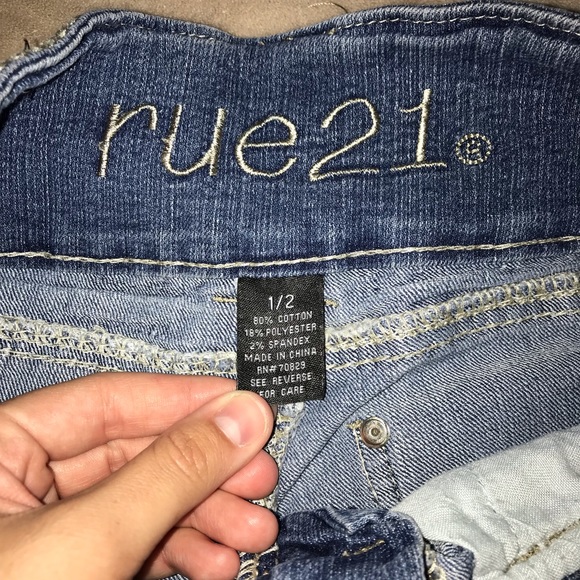 rue21®
1/2
80% COTTON
18% POLYESTER
2% SPANDEX
MADE IN CHINA
RN# 70829
SEE REVERSE
FOR CARE